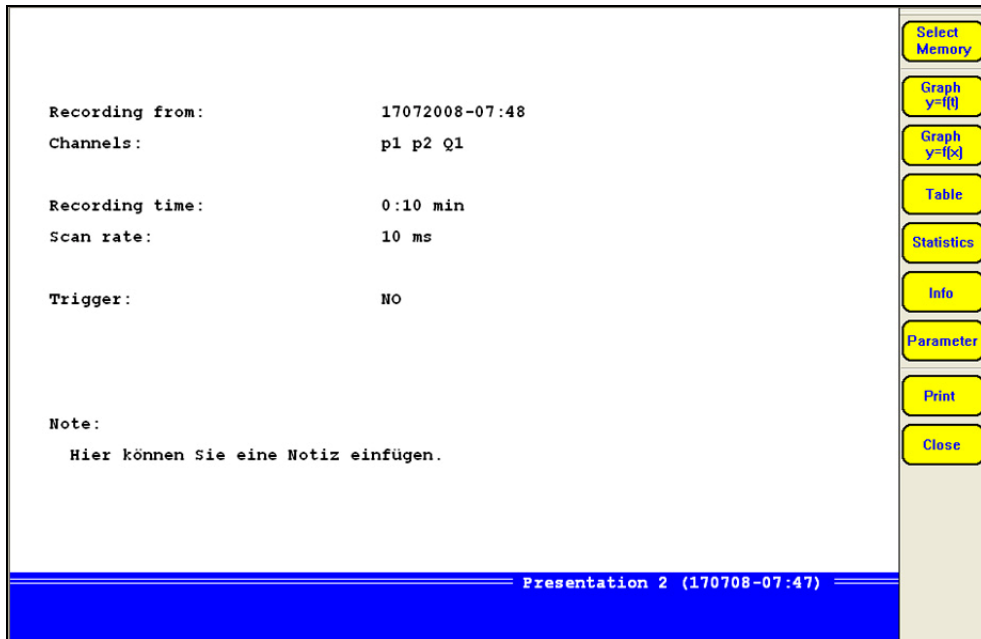 Recording from: 17072008-07:48
Channels: p1 p2 Q1
Recording time: 0:10 min
Scan rate: 10 ms
Trigger: NO
Note:
Hier können Sie eine Notiz einfügen.
Presentation 2 (170708-07:47)
Select
Memory
Graph
y=f(t)
Graph
y=f(x)
Table
Statistics
Info
Parameter
Print
Close